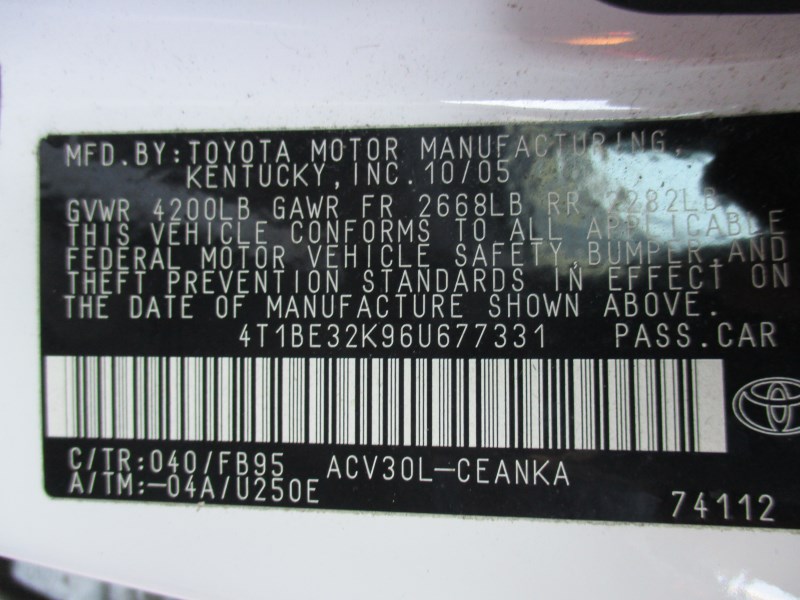 MFD. BY: TOYOTA MOTOR MANUFACTURING,
KENTUCKY, INC. 10/05
GVWR 4200LB GAWR FR 2668LB RR 2282LB
THIS VEHICLE CONFORMS TO ALL APPLICABLE
FEDERAL MOTOR VEHICLE SAFETY, BUMPER, AND
THEFT PREVENTION STANDARDS IN EFFECT ON
THE DATE OF MANUFACTURE SHOWN ABOVE.
4T1BE32K96U677331 PASS. CAR
C/TR: 040/FB95 ACV30L-CEANKA
A/TM: -04A/U250E
74112